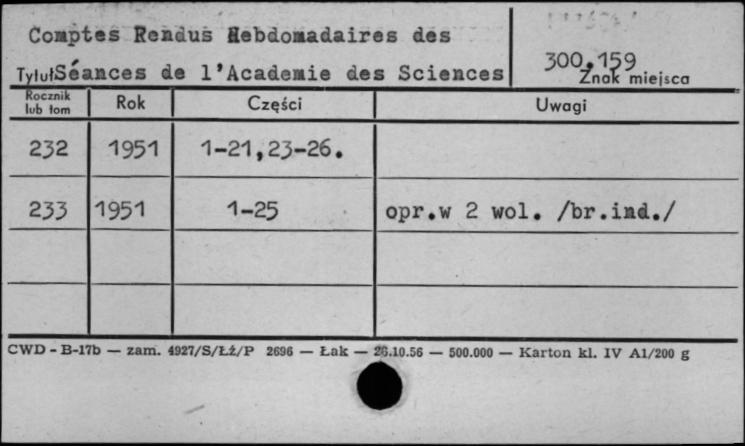 Comptes Rendus Hebdomadaires des
Tytuł Séances de l'Academie des Sciences
300,159
Znak miejsca
Rocznik lub tom Rok Części Uwagi
232 1951 1-21,23-26.
233 1951 1-25 opr.w 2 wol. /br.ind./
CWD - B-17b — zam. 4927/S/Łż/P 2696 — Łak — 26.10.56 — 500.000 — Karton kl. IV A1/200 g